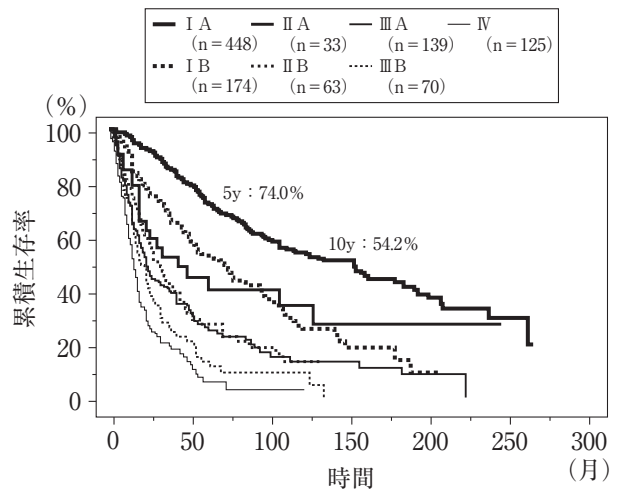 ⅠA ⅡA ⅢA Ⅳ
(n=448) (n=33) (n=139) (n=125)
ⅠB ⅡB ⅢB
(n=174) (n=63) (n=70)
(%)
100
80
60
40
20
0
累積生存率
5y:74.0%
10y:54.2%
0 50 100 150 200 250 300
時間
(月)